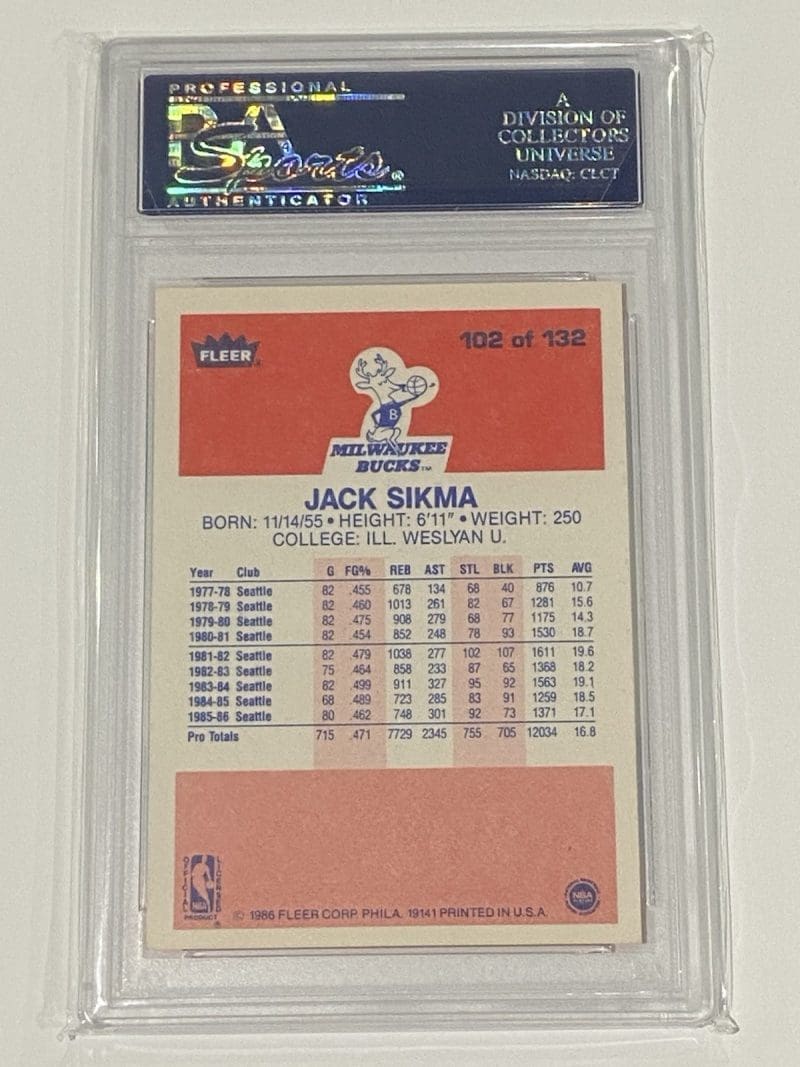 PROFESSIONAL
PSA
Sports®
AUTHENTICATOR
A
DIVISION OF
COLLECTORS
UNIVERSE
NASDAQ: CLCT
FLEER
102 of 132
B
MILWAUKEE
BUCKS™
JACK SIKMA
BORN: 11/14/55 • HEIGHT: 6'11" • WEIGHT: 250
COLLEGE: ILL. WESLYAN U.
Year Club G FG% REB AST STL BLK PTS AVG
1977-78 Seattle 82 .455 678 134 68 40 876 10.7
1978-79 Seattle 82 .460 1013 261 82 67 1281 15.6
1979-80 Seattle 82 .475 908 279 68 77 1175 14.3
1980-81 Seattle 82 .454 852 248 78 93 1530 18.7
1981-82 Seattle 82 .479 1038 277 102 107 1611 19.6
1982-83 Seattle 75 .464 858 233 87 65 1368 18.2
1983-84 Seattle 82 .499 911 327 95 92 1563 19.1
1984-85 Seattle 68 .489 723 285 83 91 1259 18.5
1985-86 Seattle 80 .462 748 301 92 73 1371 17.1
Pro Totals 715 .471 7729 2345 755 705 12034 16.8
OFFICIAL
LICENSED
NBA
PRODUCT
®
© 1986 FLEER CORP. PHILA. 19141 PRINTED IN U.S.A.
NBA